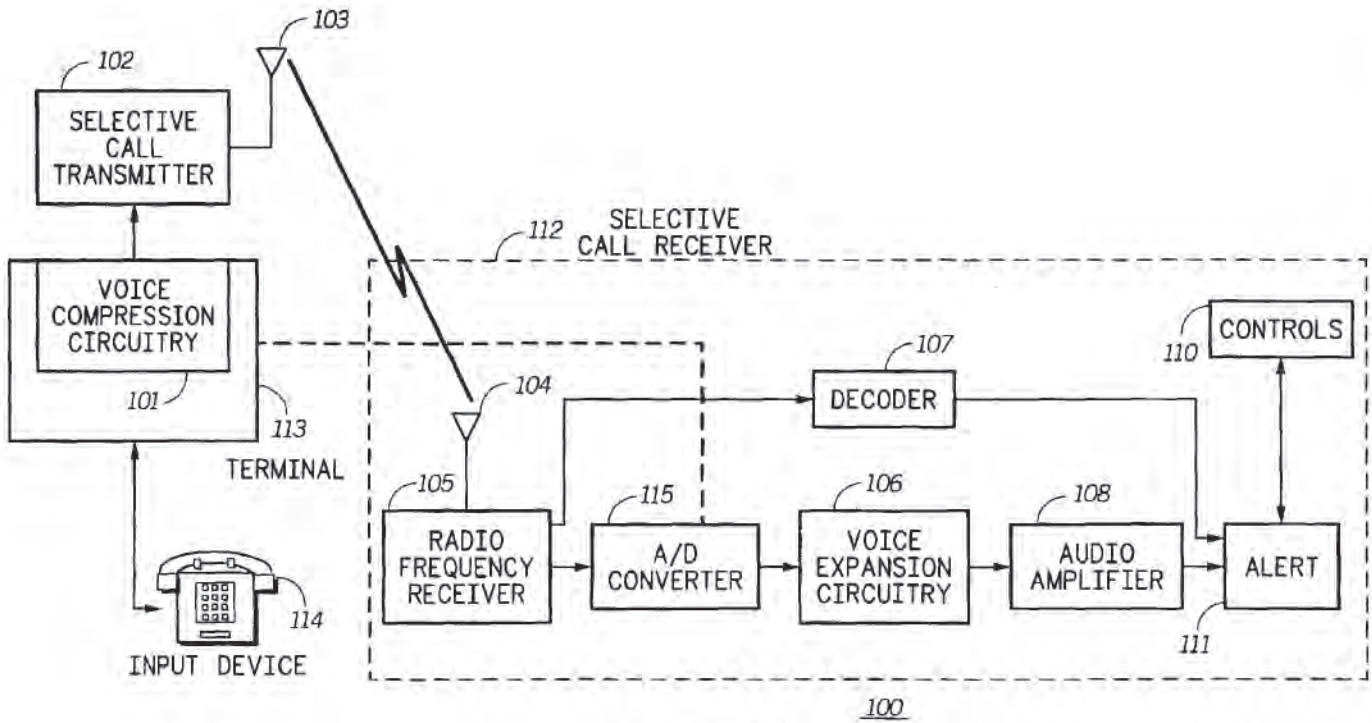 103
102
SELECTIVE
CALL
TRANSMITTER
112
SELECTIVE
CALL RECEIVER
VOICE
COMPRESSION
CIRCUITRY
101
113
TERMINAL
104
107
DECODER
110
CONTROLS
105
RADIO
FREQUENCY
RECEIVER
115
A/D
CONVERTER
106
VOICE
EXPANSION
CIRCUITRY
108
AUDIO
AMPLIFIER
ALERT
111
114
INPUT DEVICE
100